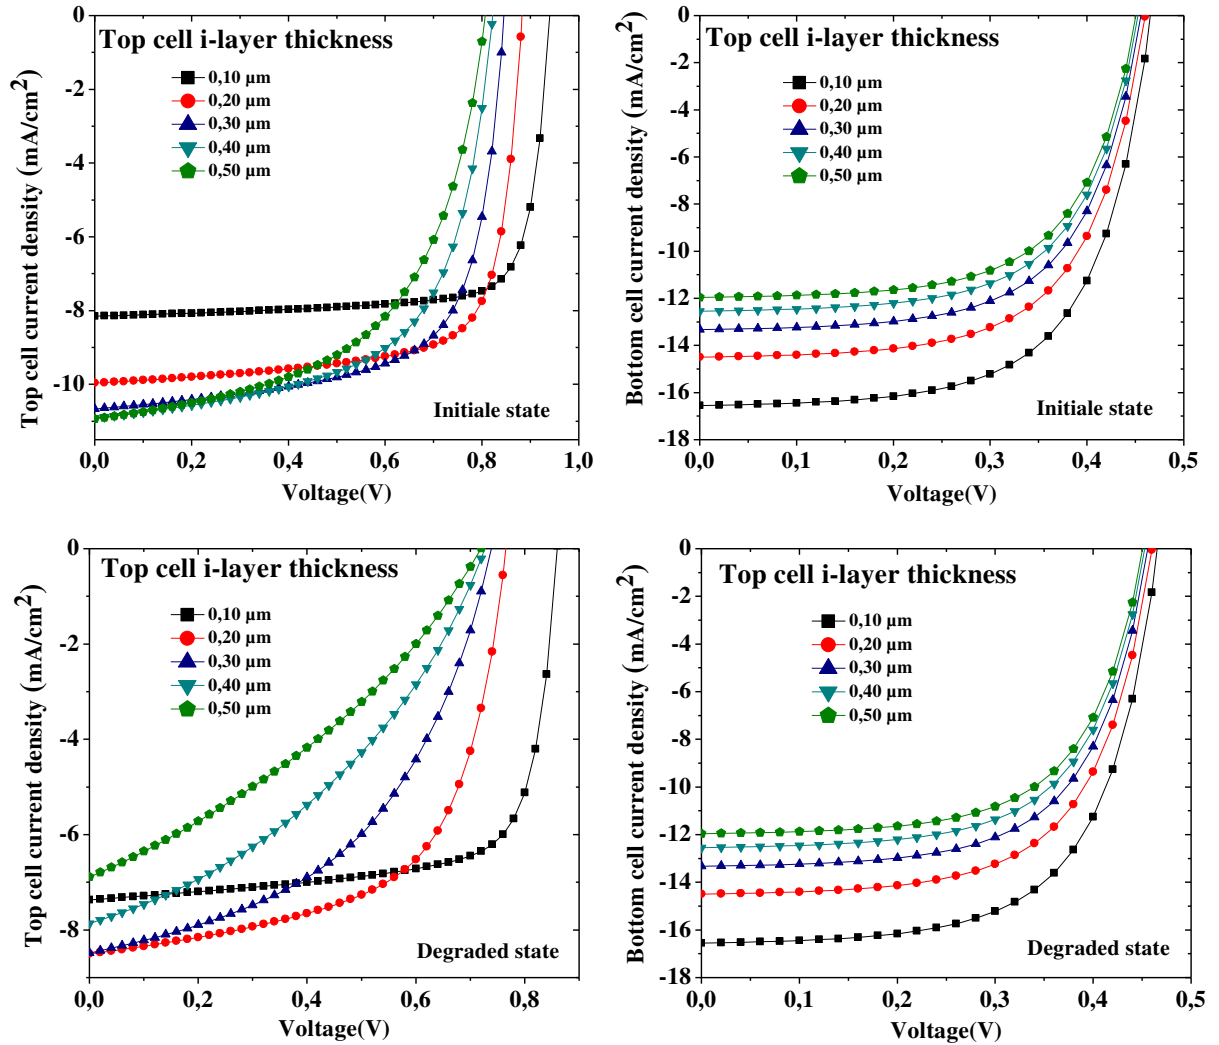 Top cell i-layer thickness
0,10 µm
0,20 µm
0,30 µm
0,40 µm
0,50 µm
Initiale state
0
-2
-4
-6
-8
-10
0,0 0,2 0,4 0,6 0,8 1,0
Voltage(V)
Top cell current density (mA/cm2)
Top cell i-layer thickness
0,10 µm
0,20 µm
0,30 µm
0,40 µm
0,50 µm
Initiale state
0
-2
-4
-6
-8
-10
-12
-14
-16
-18
0,0 0,1 0,2 0,3 0,4 0,5
Voltage(V)
Bottom cell current density (mA/cm2)
Top cell i-layer thickness
0,10 µm
0,20 µm
0,30 µm
0,40 µm
0,50 µm
Degraded state
0
-2
-4
-6
-8
0,0 0,2 0,4 0,6 0,8
Voltage(V)
Top cell current density (mA/cm2)
Top cell i-layer thickness
0,10 µm
0,20 µm
0,30 µm
0,40 µm
0,50 µm
Degraded state
0
-2
-4
-6
-8
-10
-12
-14
-16
-18
0,0 0,1 0,2 0,3 0,4 0,5
Voltage(V)
Bottom cell current density (mA/cm2)